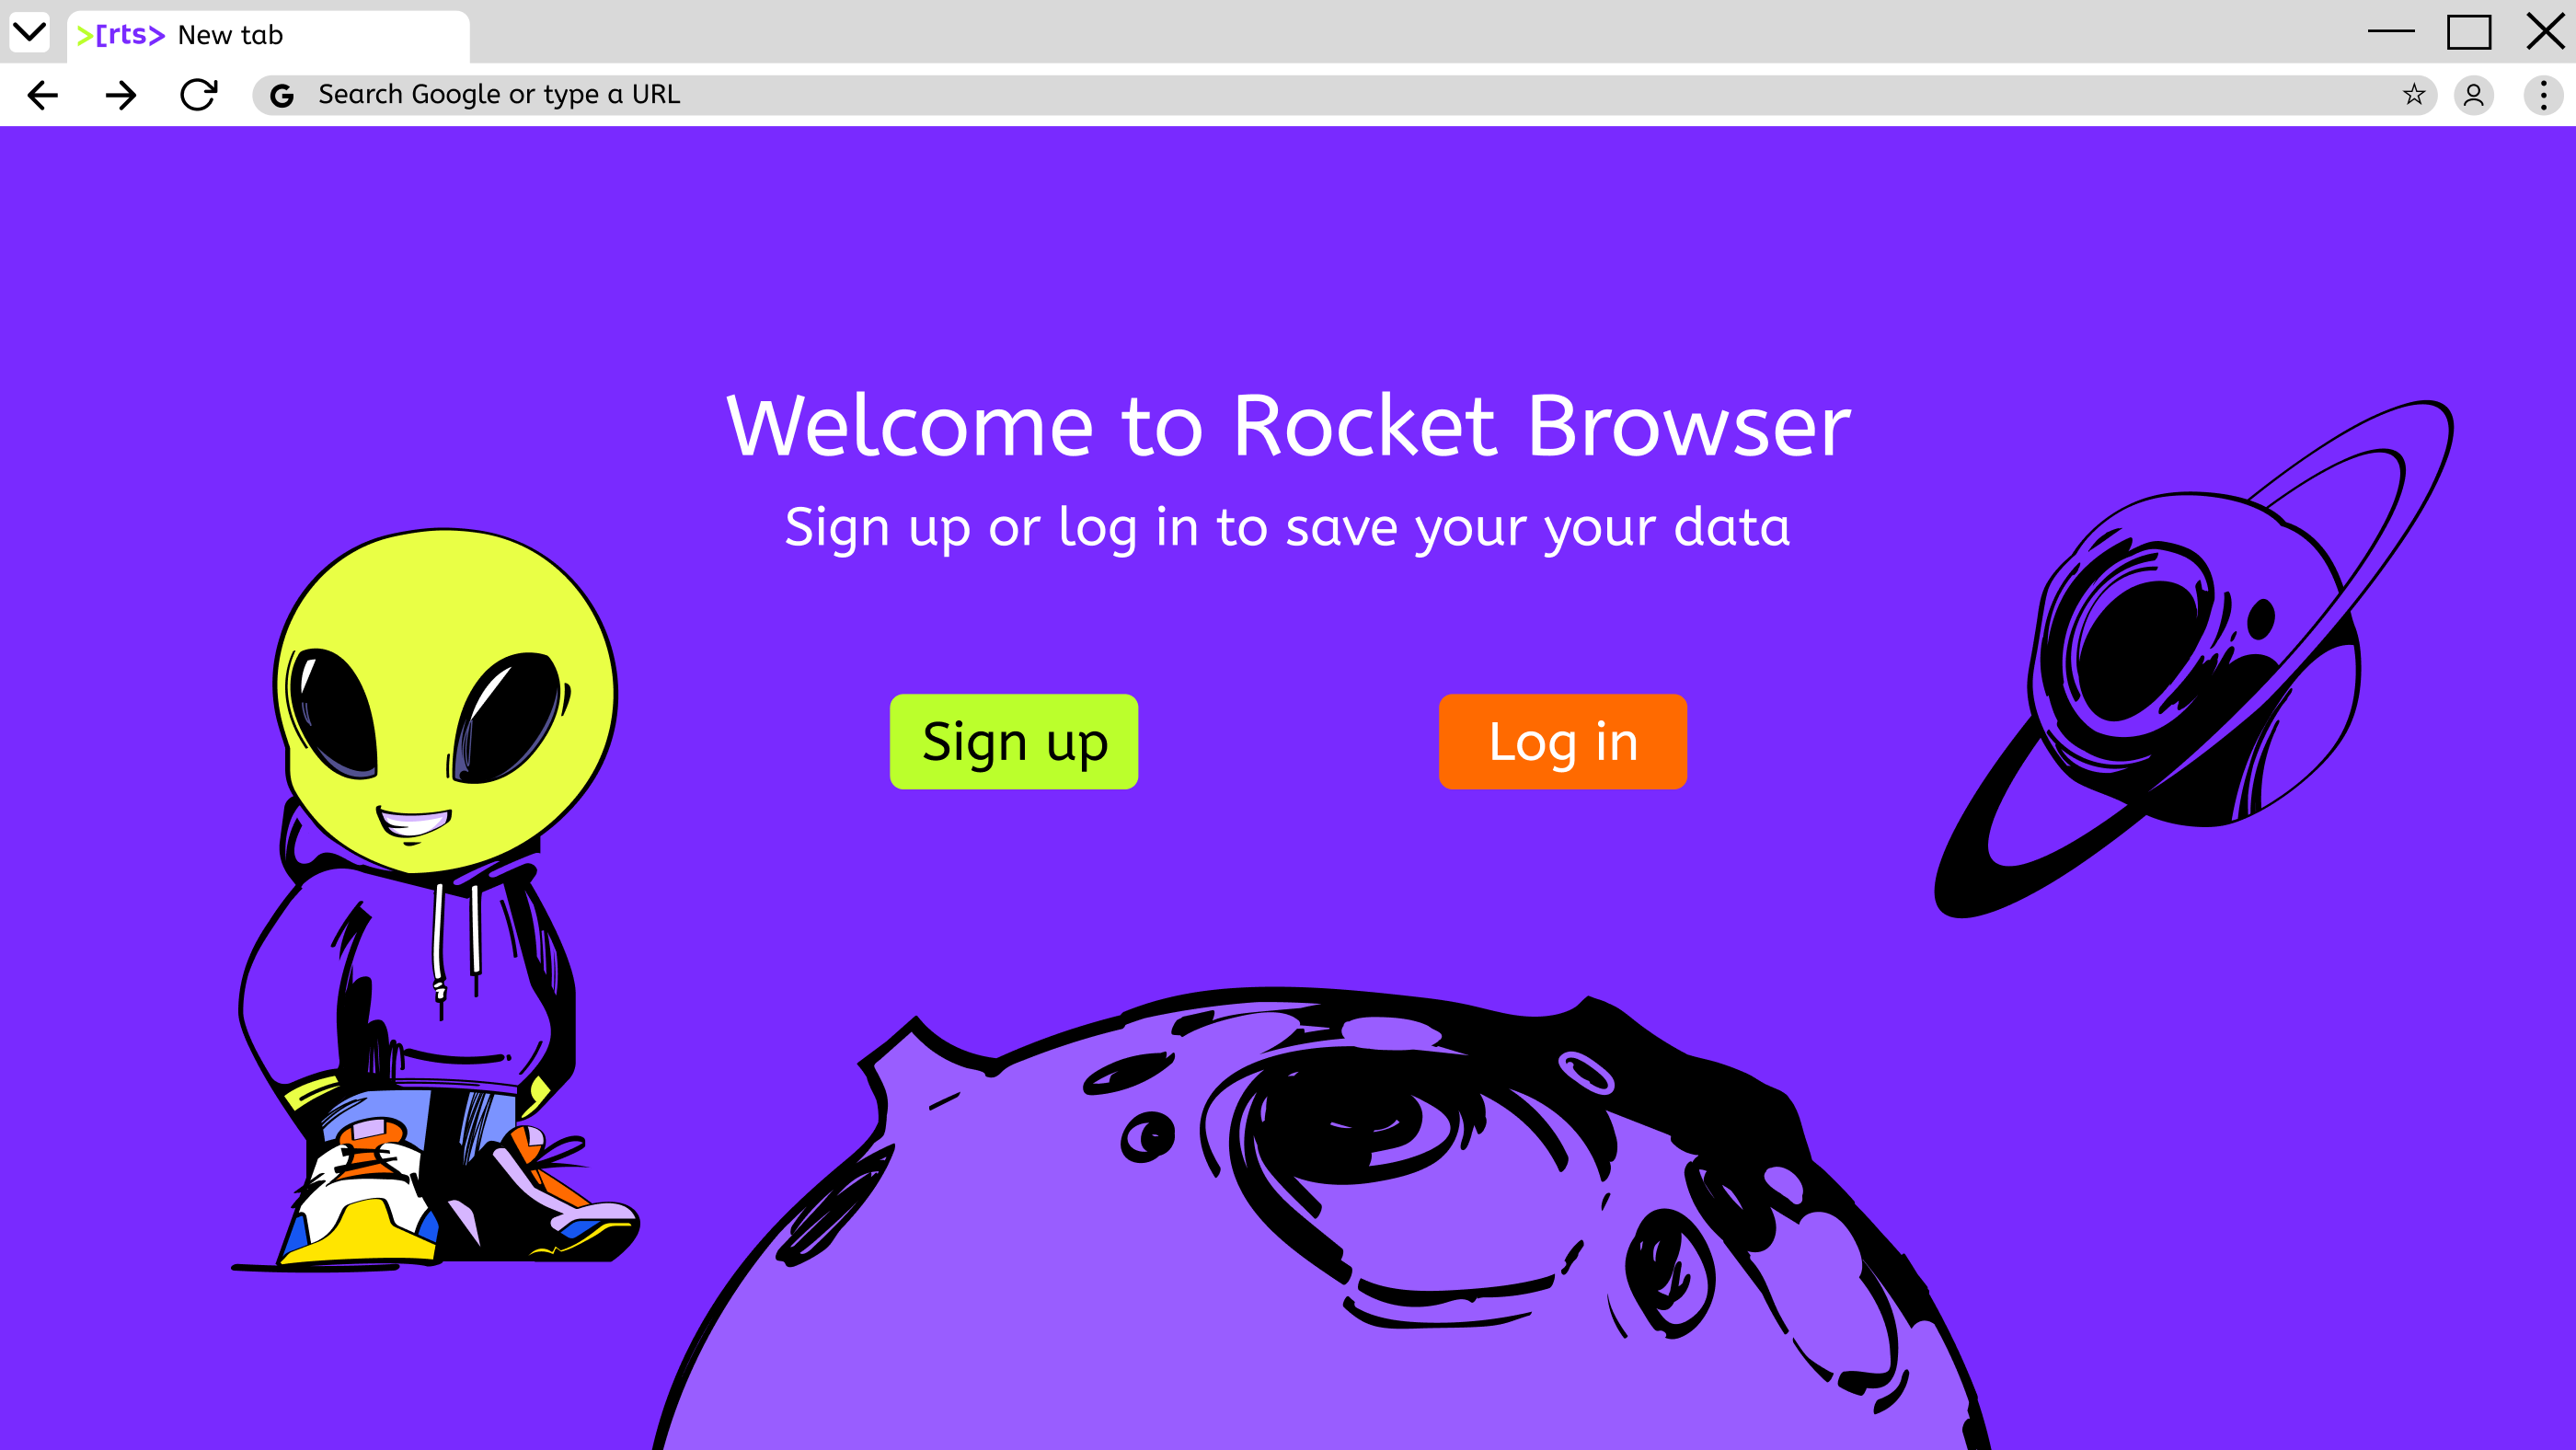 >[rts> New tab
Search Google or type a URL
Welcome to Rocket Browser
Sign up or log in to save your your data
Sign up
Log in